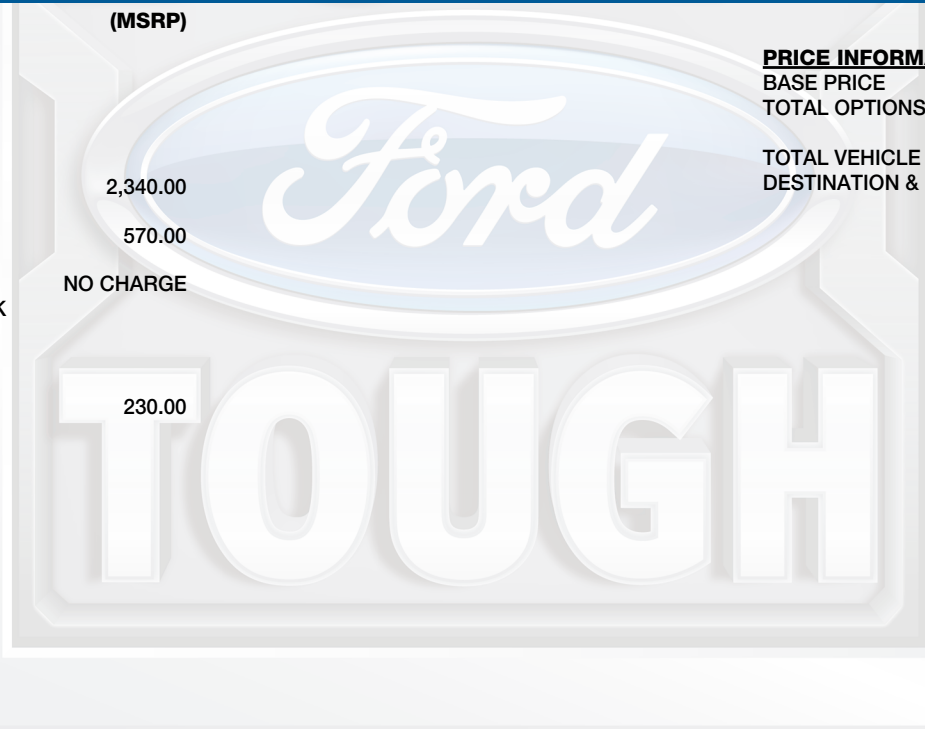 (MSRP)
PRICE INFORM
BASE PRICE
TOTAL OPTIONS
TOTAL VEHICLE
DESTINATION &
2,340.00
570.00
NO CHARGE
K
230.00
Ford
TOUGH